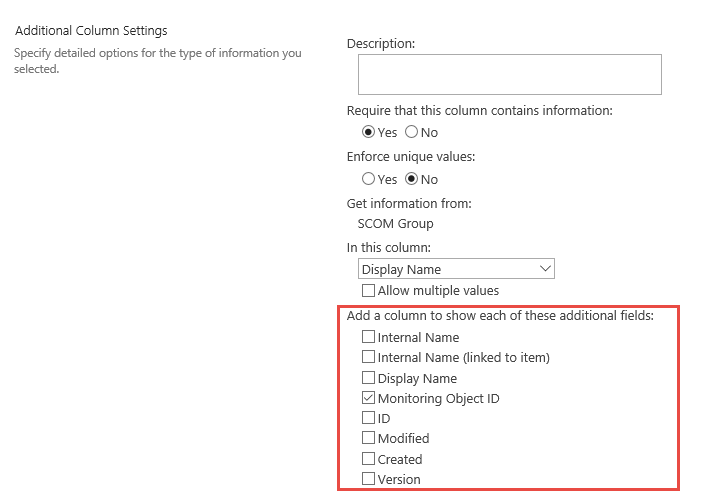 Additional Column Settings
Specify detailed options for the type of information you
selected.
Description:
Require that this column contains information:
Yes No
Enforce unique values:
Yes No
Get information from:
SCOM Group
In this column:
Display Name
Allow multiple values
Add a column to show each of these additional fields:
Internal Name
Internal Name (linked to item)
Display Name
Monitoring Object ID
ID
Modified
Created
Version